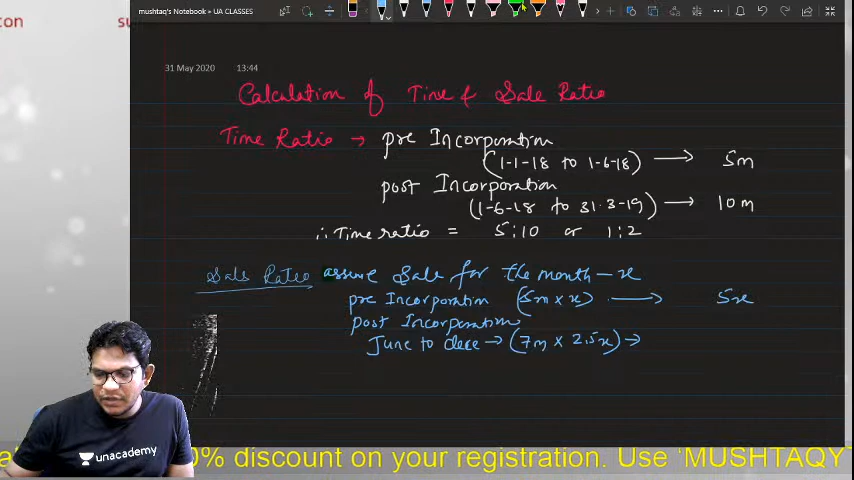 con
su
mushtaq's Notebook » UA CLASSES
31 May 2020 13:44
Calculation of Time & Sale Ratio
Time Ratio → pre Incorporation
(1-1-18 to 1-6-18) → 5m
post Incorporation
(1-6-18 to 31-3-19) → 10m
∴ Time ratio = 5:10 or 1:2
Sals Ratio assume Sale for the month - x
pre Incorporation (5m x x) → 5x
post Incorporation
June to dece → (7m x 2.5x) →
unacademy
0% discount on your registration. Use 'MUSHTAQY'